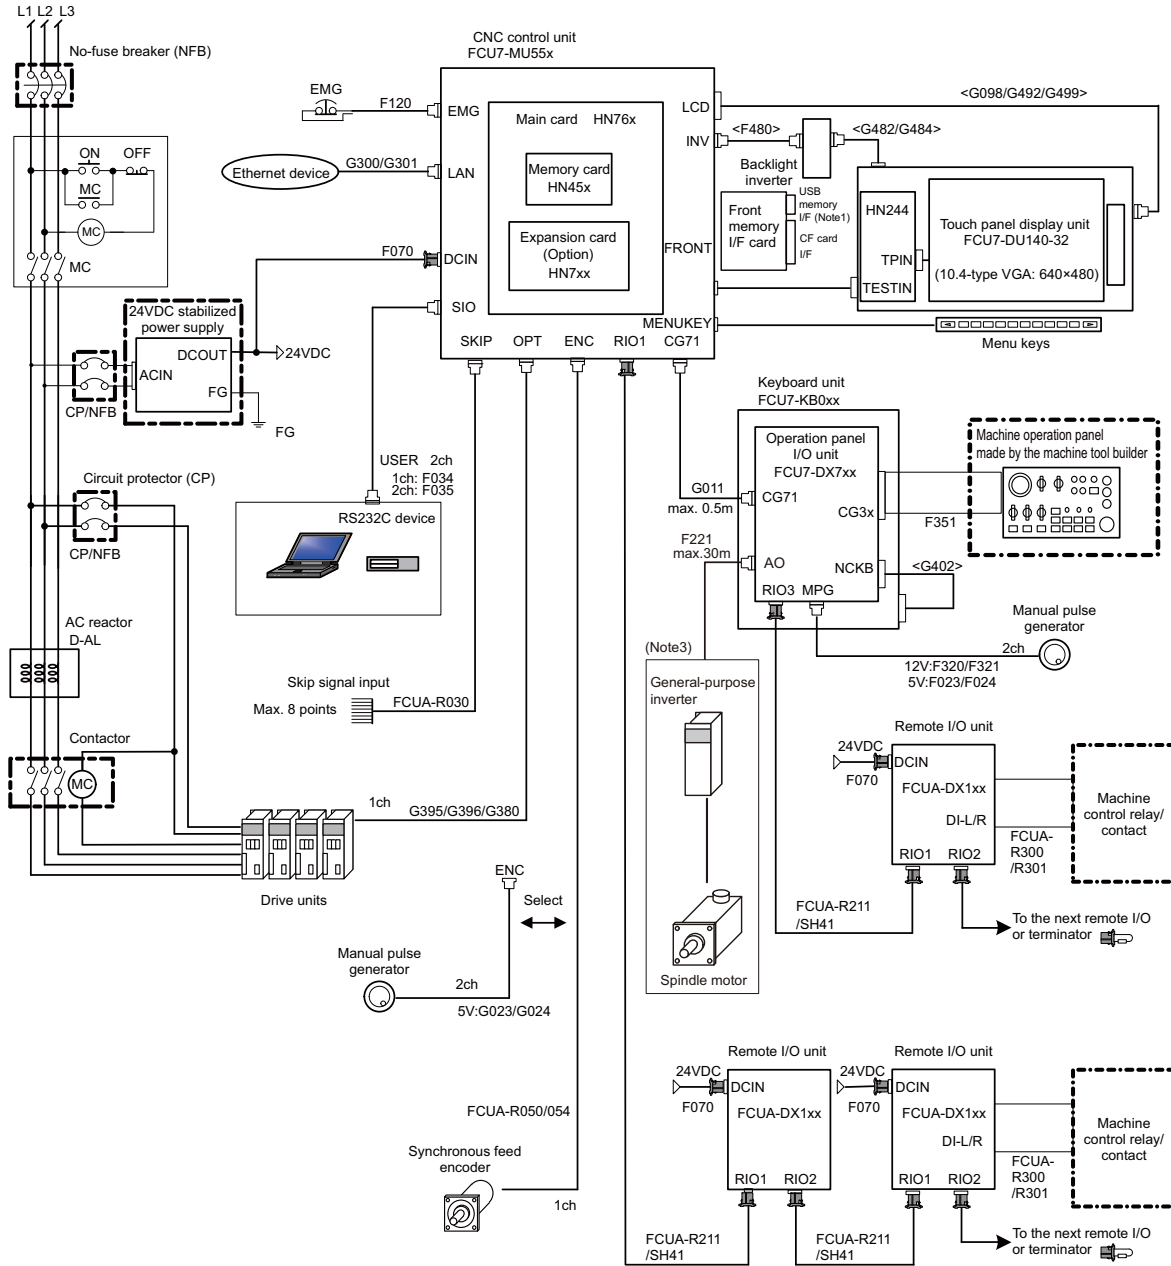 L1 L2 L3
No-fuse breaker (NFB)
ON OFF
MC
MC
MC
24VDC stabilized
power supply
DCOUT
24VDC
ACIN
FG
CP/NFB
FG
Circuit protector (CP)
CP/NFB
AC reactor
D-AL
Contactor
MC
Drive units
1ch
G395/G396/G380
CNC control unit
FCU7-MU55x
EMG
F120
EMG
Ethernet device
G300/G301
LAN
F070
DCIN
SIO
Main card HN76x
Memory card
HN45x
Expansion card
(Option)
HN7xx
LCD
INV
FRONT
MENUKEY
SKIP OPT ENC RIO1 CG71
<G098/G492/G499>
<F480>
<G482/G484>
Backlight
inverter
Front
memory
I/F card
USB
memory
I/F (Note1)
CF card
I/F
HN244
TPIN
TESTIN
Touch panel display unit
FCU7-DU140-32
(10.4-type VGA: 640×480)
Menu keys
USER 2ch
1ch: F034
2ch: F035
RS232C device
Skip signal input
Max. 8 points
FCUA-R030
Keyboard unit
FCU7-KB0xx
Operation panel
I/O unit
FCU7-DX7xx
G011
max. 0.5m
CG71
CG3x
F221
max.30m
AO
NCKB
RIO3 MPG
<G402>
F351
Machine operation panel
made by the machine tool builder
Manual pulse
generator
2ch
12V:F320/F321
5V:F023/F024
(Note3)
General-purpose
inverter
Spindle motor
Remote I/O unit
24VDC
F070
DCIN
FCUA-DX1xx
DI-L/R
RIO1 RIO2
FCUA-
R300
/R301
Machine
control relay/
contact
FCUA-R211
/SH41
To the next remote I/O
or terminator
ENC
Select
Manual pulse
generator
2ch
5V:G023/G024
FCUA-R050/054
Synchronous feed
encoder
1ch
Remote I/O unit
24VDC
F070
DCIN
FCUA-DX1xx
RIO1 RIO2
Remote I/O unit
24VDC
F070
DCIN
FCUA-DX1xx
DI-L/R
RIO1 RIO2
FCUA-
R300
/R301
Machine
control relay/
contact
FCUA-R211
/SH41
FCUA-R211
/SH41
To the next remote I/O
or terminator